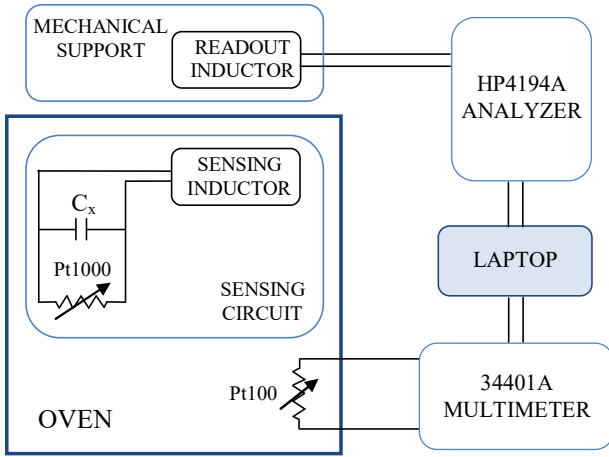 MECHANICAL
SUPPORT
READOUT
INDUCTOR
HP4194A
ANALYZER
SENSING
INDUCTOR
Cx
Pt1000
SENSING
CIRCUIT
LAPTOP
Pt100
34401A
MULTIMETER
OVEN